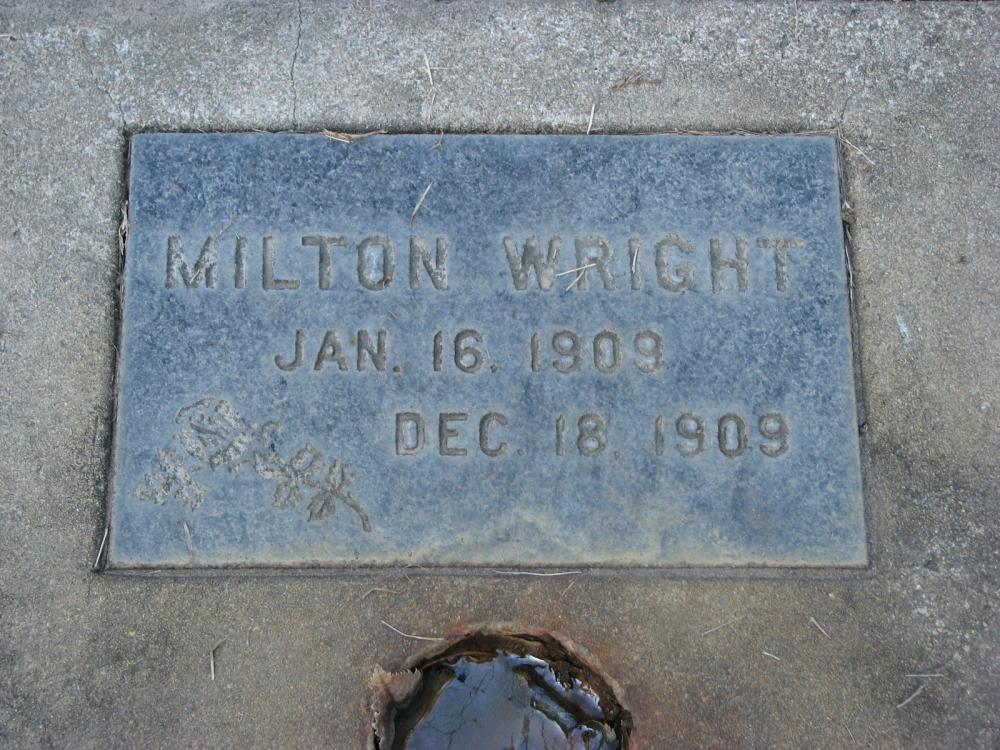 MILTON WRIGHT
JAN. 16. 1909
DEC. 18. 1909